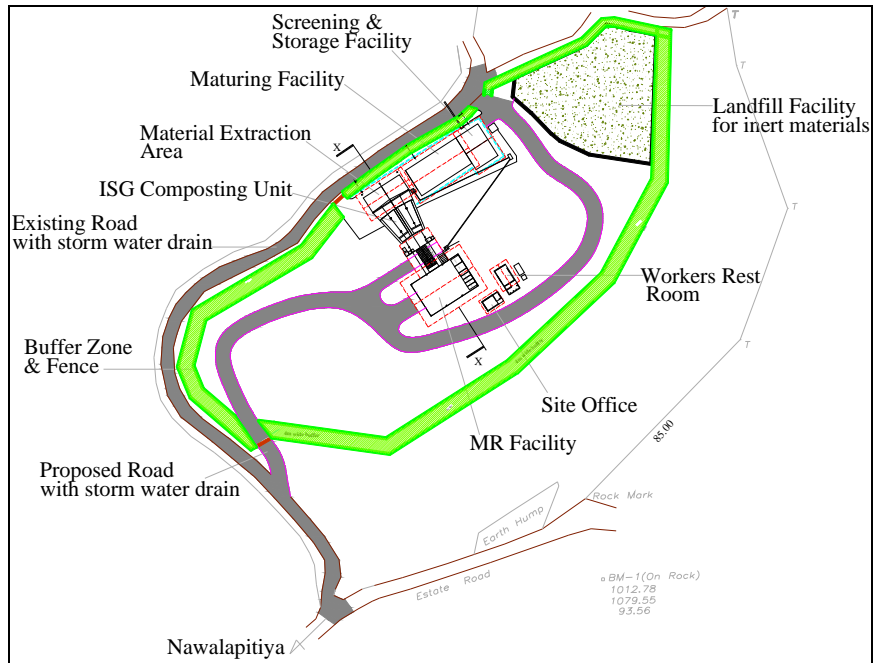 Screening &
Storage Facility
Maturing Facility
Material Extraction
Area
ISG Composting Unit
Existing Road
with storm water drain
Buffer Zone
& Fence
Proposed Road
with storm water drain
Nawalapitiya
Landfill Facility
for inert materials
Workers Rest
Room
Site Office
MR Facility
85.00
X
X
T
T
T
T
Rock Mark
Earth Hump
Estate Road
BM-1(On Rock)
1012.78
1079.55
93.56